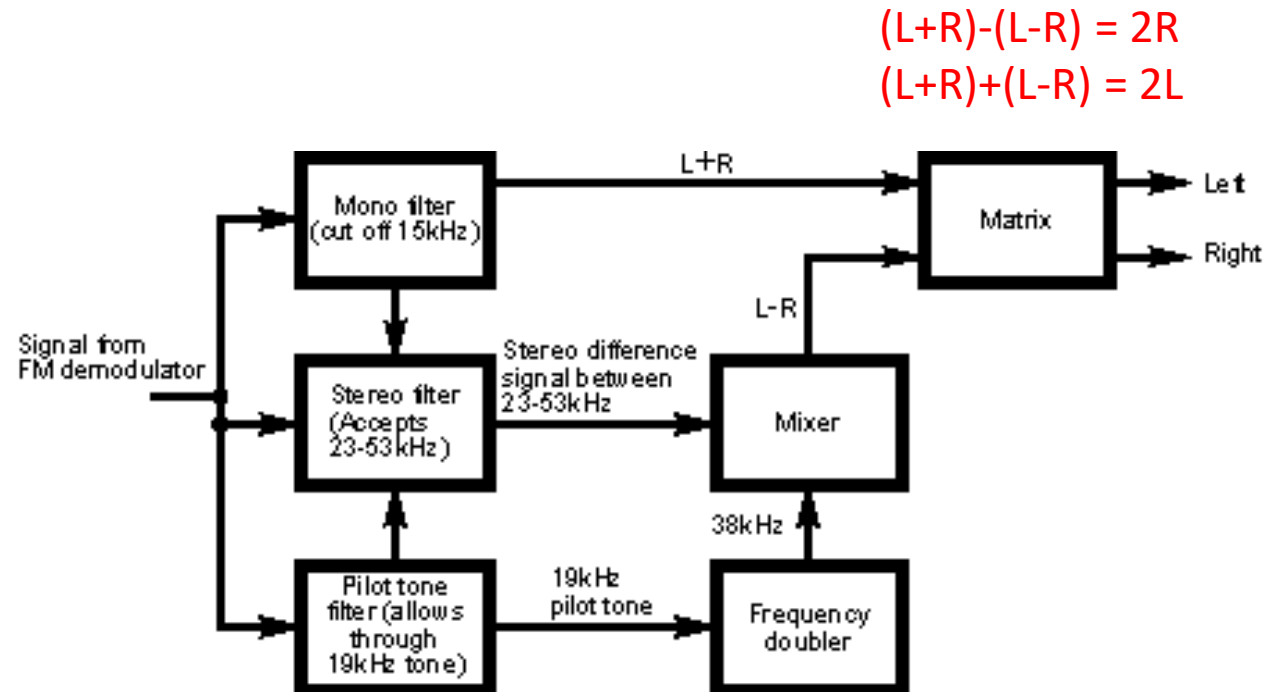 (L+R)-(L-R) = 2R
(L+R)+(L-R) = 2L
L+R
Mono filter
(cut off 15kHz)
Matrix
Left
Right
L-R
Signal from
FM demodulator
Stereo filter
(Accepts
23-53kHz)
Stereo difference
signal between
23-53kHz
Mixer
38kHz
Pilot tone
filter (allows
through
19kHz tone)
19kHz
pilot tone
Frequency
doubler